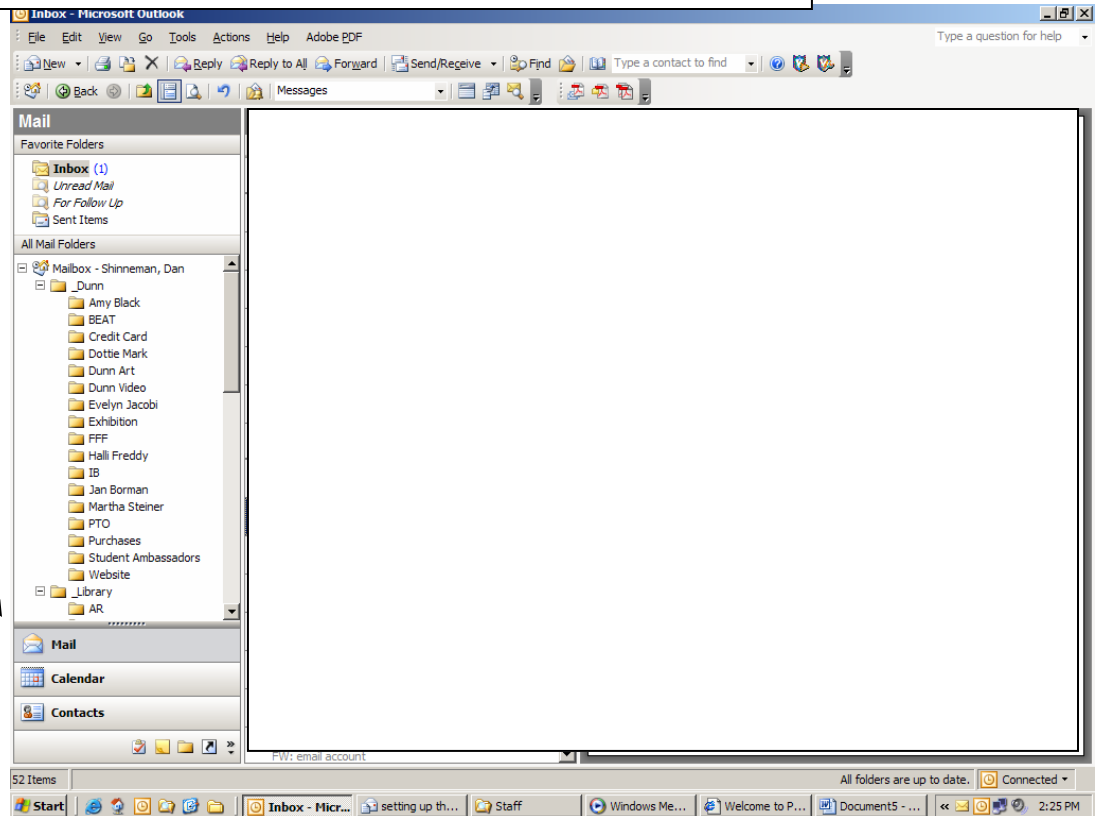 Inbox - Microsoft Outlook
File Edit View Go Tools Actions Help Adobe PDF Type a question for help
New Reply Reply to All Forward Send/Receive Find Type a contact to find
Back Messages
Mail
Favorite Folders
Inbox (1)
Unread Mail
For Follow Up
Sent Items
All Mail Folders
Mailbox - Shinneman, Dan
_Dunn
Amy Black
BEAT
Credit Card
Dottie Mark
Dunn Art
Dunn Video
Evelyn Jacobi
Exhibition
FFF
Halli Freddy
IB
Jan Borman
Martha Steiner
PTO
Purchases
Student Ambassadors
Website
_Library
AR
Mail
Calendar
Contacts
FW: email account
52 Items All folders are up to date. Connected
Start Inbox - Micr... setting up th... Staff Windows Me... Welcome to P... Document5 - ... 2:25 PM